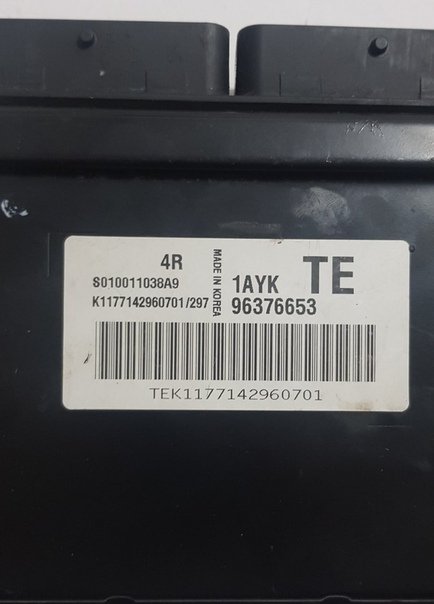 4R
S010011038A9
K1177142960701/297
MADE IN KOREA
1AYK
TE
96376653
TEK1177142960701